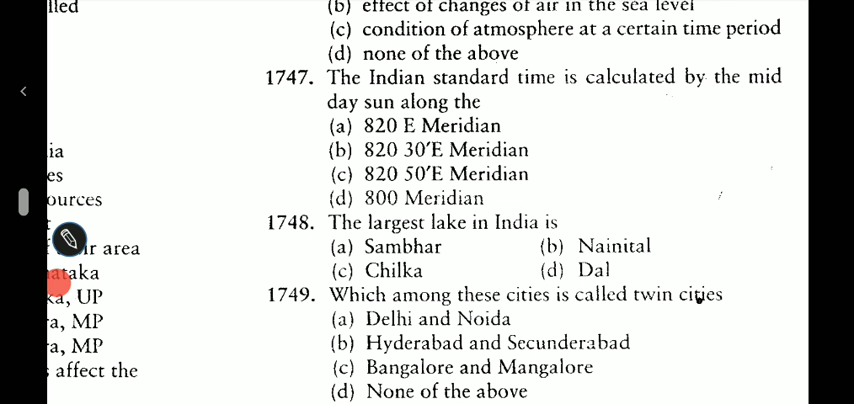 lled
(b) effect of changes of air in the sea level
(c) condition of atmosphere at a certain time period
(d) none of the above
1747. The Indian standard time is calculated by the mid
day sun along the
(a) 820 E Meridian
(b) 820 30′E Meridian
(c) 820 50′E Meridian
(d) 800 Meridian
1748. The largest lake in India is
(a) Sambhar (b) Nainital
(c) Chilka (d) Dal
1749. Which among these cities is called twin cities
(a) Delhi and Noida
(b) Hyderabad and Secunderabad
(c) Bangalore and Mangalore
(d) None of the above
ia
es
ources
area
ataka
ka, UP
a, MP
a, MP
affect the